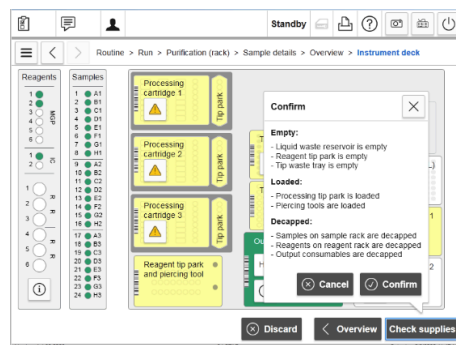 Standby
Routine > Run > Purification (rack) > Sample details > Overview > Instrument deck
Reagents
Samples
1
2
3
4
5
6
MGP
1
2
IC
1
2
3
4
5
6
R
R
R
R
1 A1
2 B1
3 C1
4 D1
5 E1
6 F1
7 G1
8 H1
9 A2
10 B2
11 C2
12 D2
13 E2
14 F2
15 G2
16 H2
17 A3
18 B3
19 C3
20 D3
21 E3
22 F3
23 G3
24 H3
Processing
cartridge 1
Tip park
Processing
cartridge 2
Tip park
Processing
cartridge 3
Tip park
Reagent tip park
and piercing tool
Confirm
Empty:
- Liquid waste reservoir is empty
- Reagent tip park is empty
- Tip waste tray is empty
Loaded:
- Processing tip park is loaded
- Piercing tools are loaded
Decapped:
- Samples on sample rack are decapped
- Reagents on reagent rack are decapped
- Output consumables are decapped
Cancel
Confirm
1
2
Discard
Overview
Check supplies